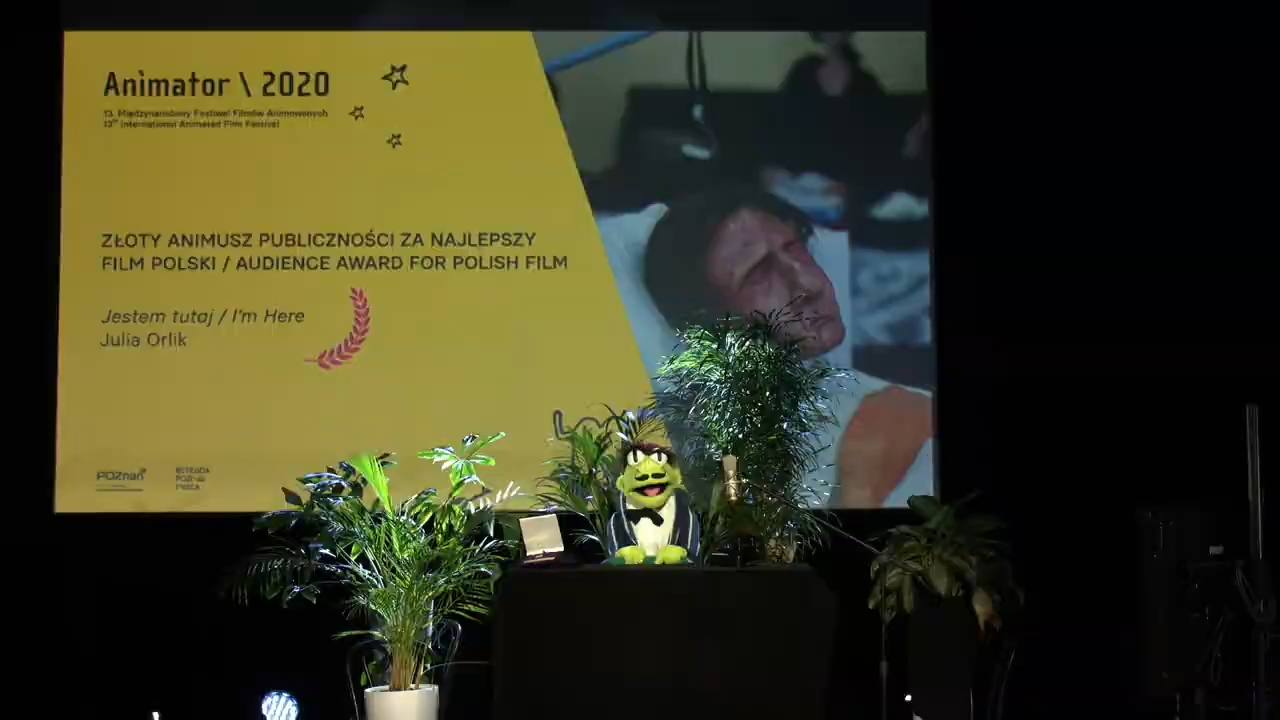 Animator \ 2020
13. Międzynarodowy Festiwal Filmów Animowanych
13th International Animated Film Festival
ZŁOTY ANIMUSZ PUBLICZNOŚCI ZA NAJLEPSZY
FILM POLSKI / AUDIENCE AWARD FOR POLISH FILM
Jestem tutaj / I'm Here
Julia Orlik
POZnań